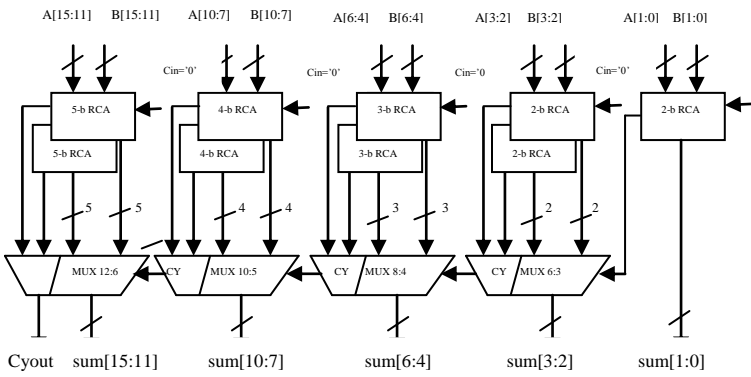 A[15:11] B[15:11] A[10:7] B[10:7] A[6:4] B[6:4] A[3:2] B[3:2] A[1:0] B[1:0]
Cin='0' Cin='0' Cin='0 Cin='0'
5-b RCA 4-b RCA 3-b RCA 2-b RCA 2-b RCA
5-b RCA 4-b RCA 3-b RCA 2-b RCA
5 5 4 4 3 3 2 2
MUX 12:6 CY MUX 10:5 CY MUX 8:4 CY MUX 6:3
Cyout sum[15:11] sum[10:7] sum[6:4] sum[3:2] sum[1:0]